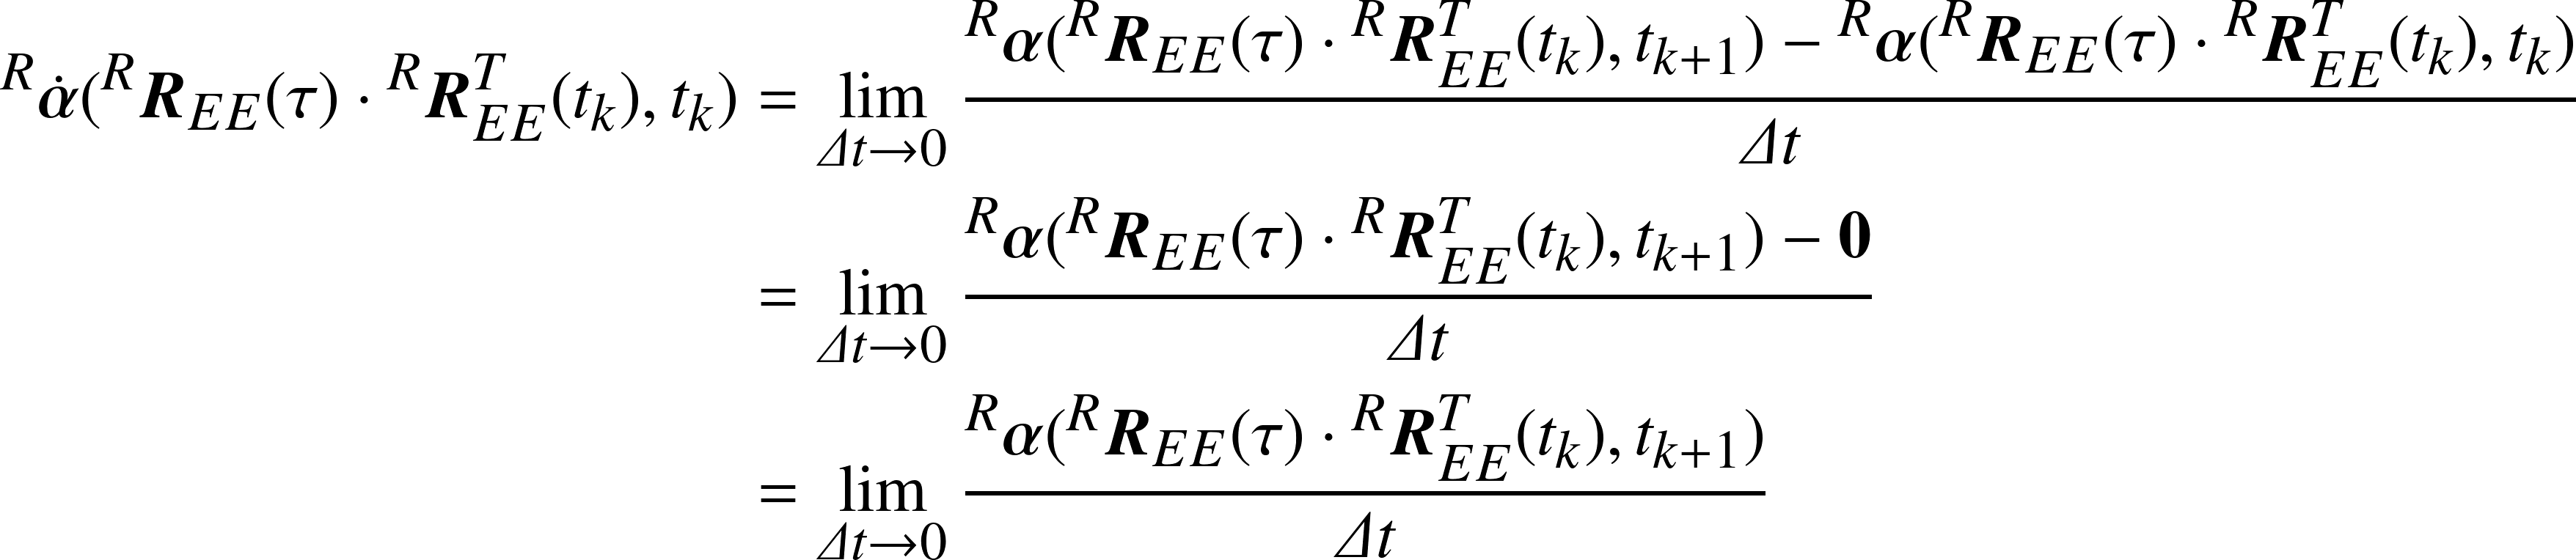 $^{R}\dot{\boldsymbol{\alpha}}(^{R}\boldsymbol{R}_{EE}(\tau) \cdot {}^{R}\boldsymbol{R}_{EE}^{T}(t_k), t_k) = \lim_{\Delta t \to 0} \frac{^{R}\boldsymbol{\alpha}(^{R}\boldsymbol{R}_{EE}(\tau) \cdot {}^{R}\boldsymbol{R}_{EE}^{T}(t_k), t_{k+1}) - {}^{R}\boldsymbol{\alpha}(^{R}\boldsymbol{R}_{EE}(\tau) \cdot {}^{R}\boldsymbol{R}_{EE}^{T}(t_k), t_k)}{\Delta t}$
$= \lim_{\Delta t \to 0} \frac{^{R}\boldsymbol{\alpha}(^{R}\boldsymbol{R}_{EE}(\tau) \cdot {}^{R}\boldsymbol{R}_{EE}^{T}(t_k), t_{k+1}) - \mathbf{0}}{\Delta t}$
$= \lim_{\Delta t \to 0} \frac{^{R}\boldsymbol{\alpha}(^{R}\boldsymbol{R}_{EE}(\tau) \cdot {}^{R}\boldsymbol{R}_{EE}^{T}(t_k), t_{k+1})}{\Delta t}$